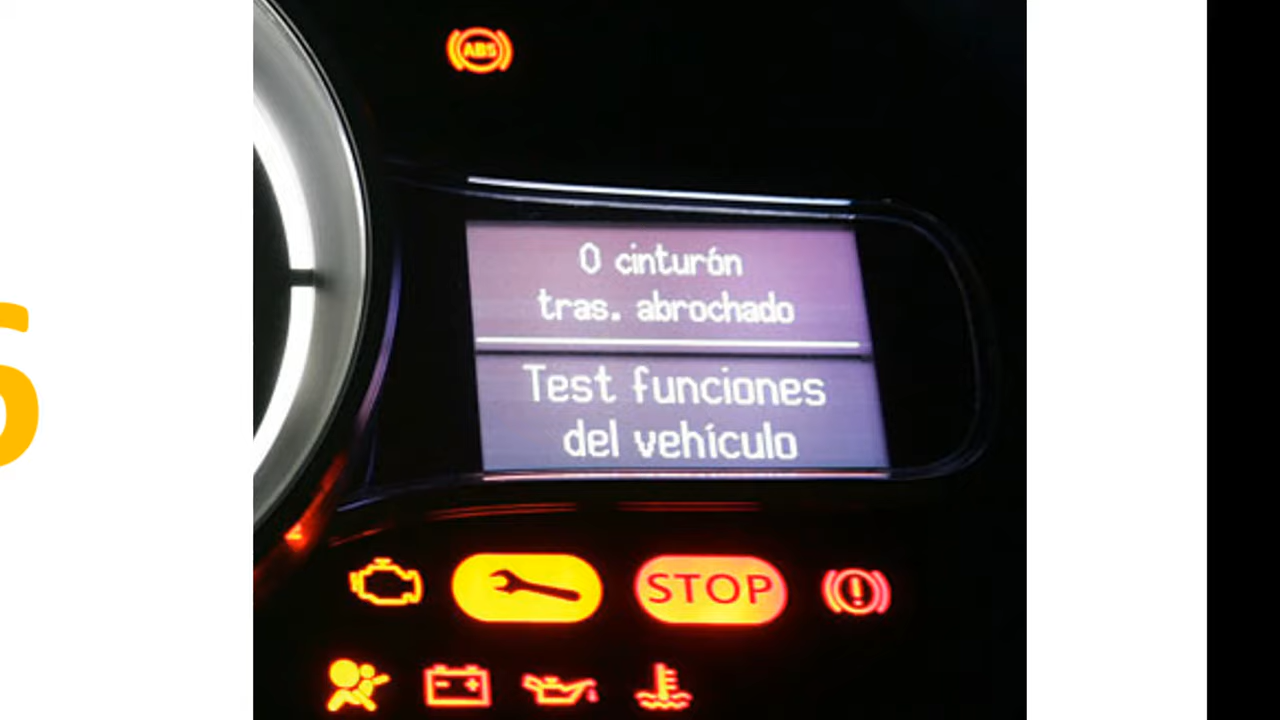 ABS
0 cinturón
tras. abrochado
Test funciones
del vehículo
STOP